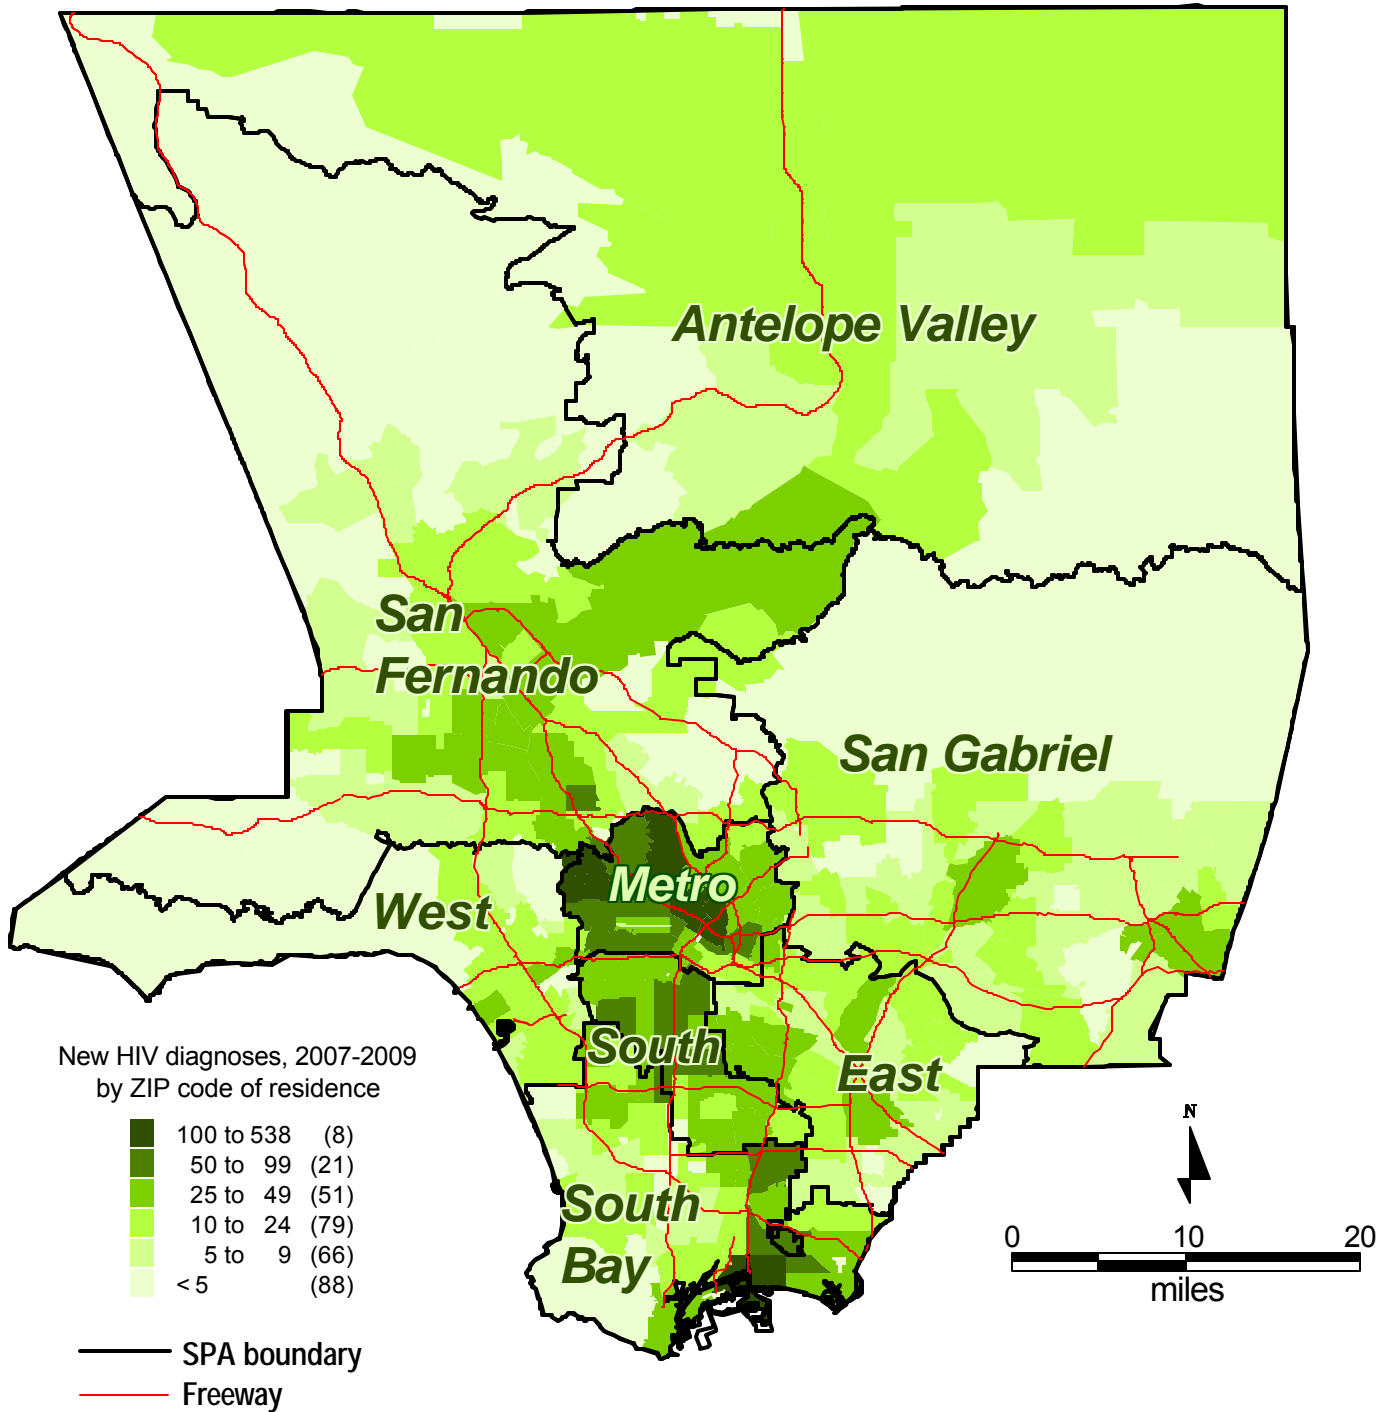 Antelope Valley
San
Fernando
San Gabriel
Metro
West
South
East
South
Bay
New HIV diagnoses, 2007-2009
by ZIP code of residence
100 to 538 (8)
50 to 99 (21)
25 to 49 (51)
10 to 24 (79)
5 to 9 (66)
< 5 (88)
SPA boundary
Freeway
N
0 10 20
miles